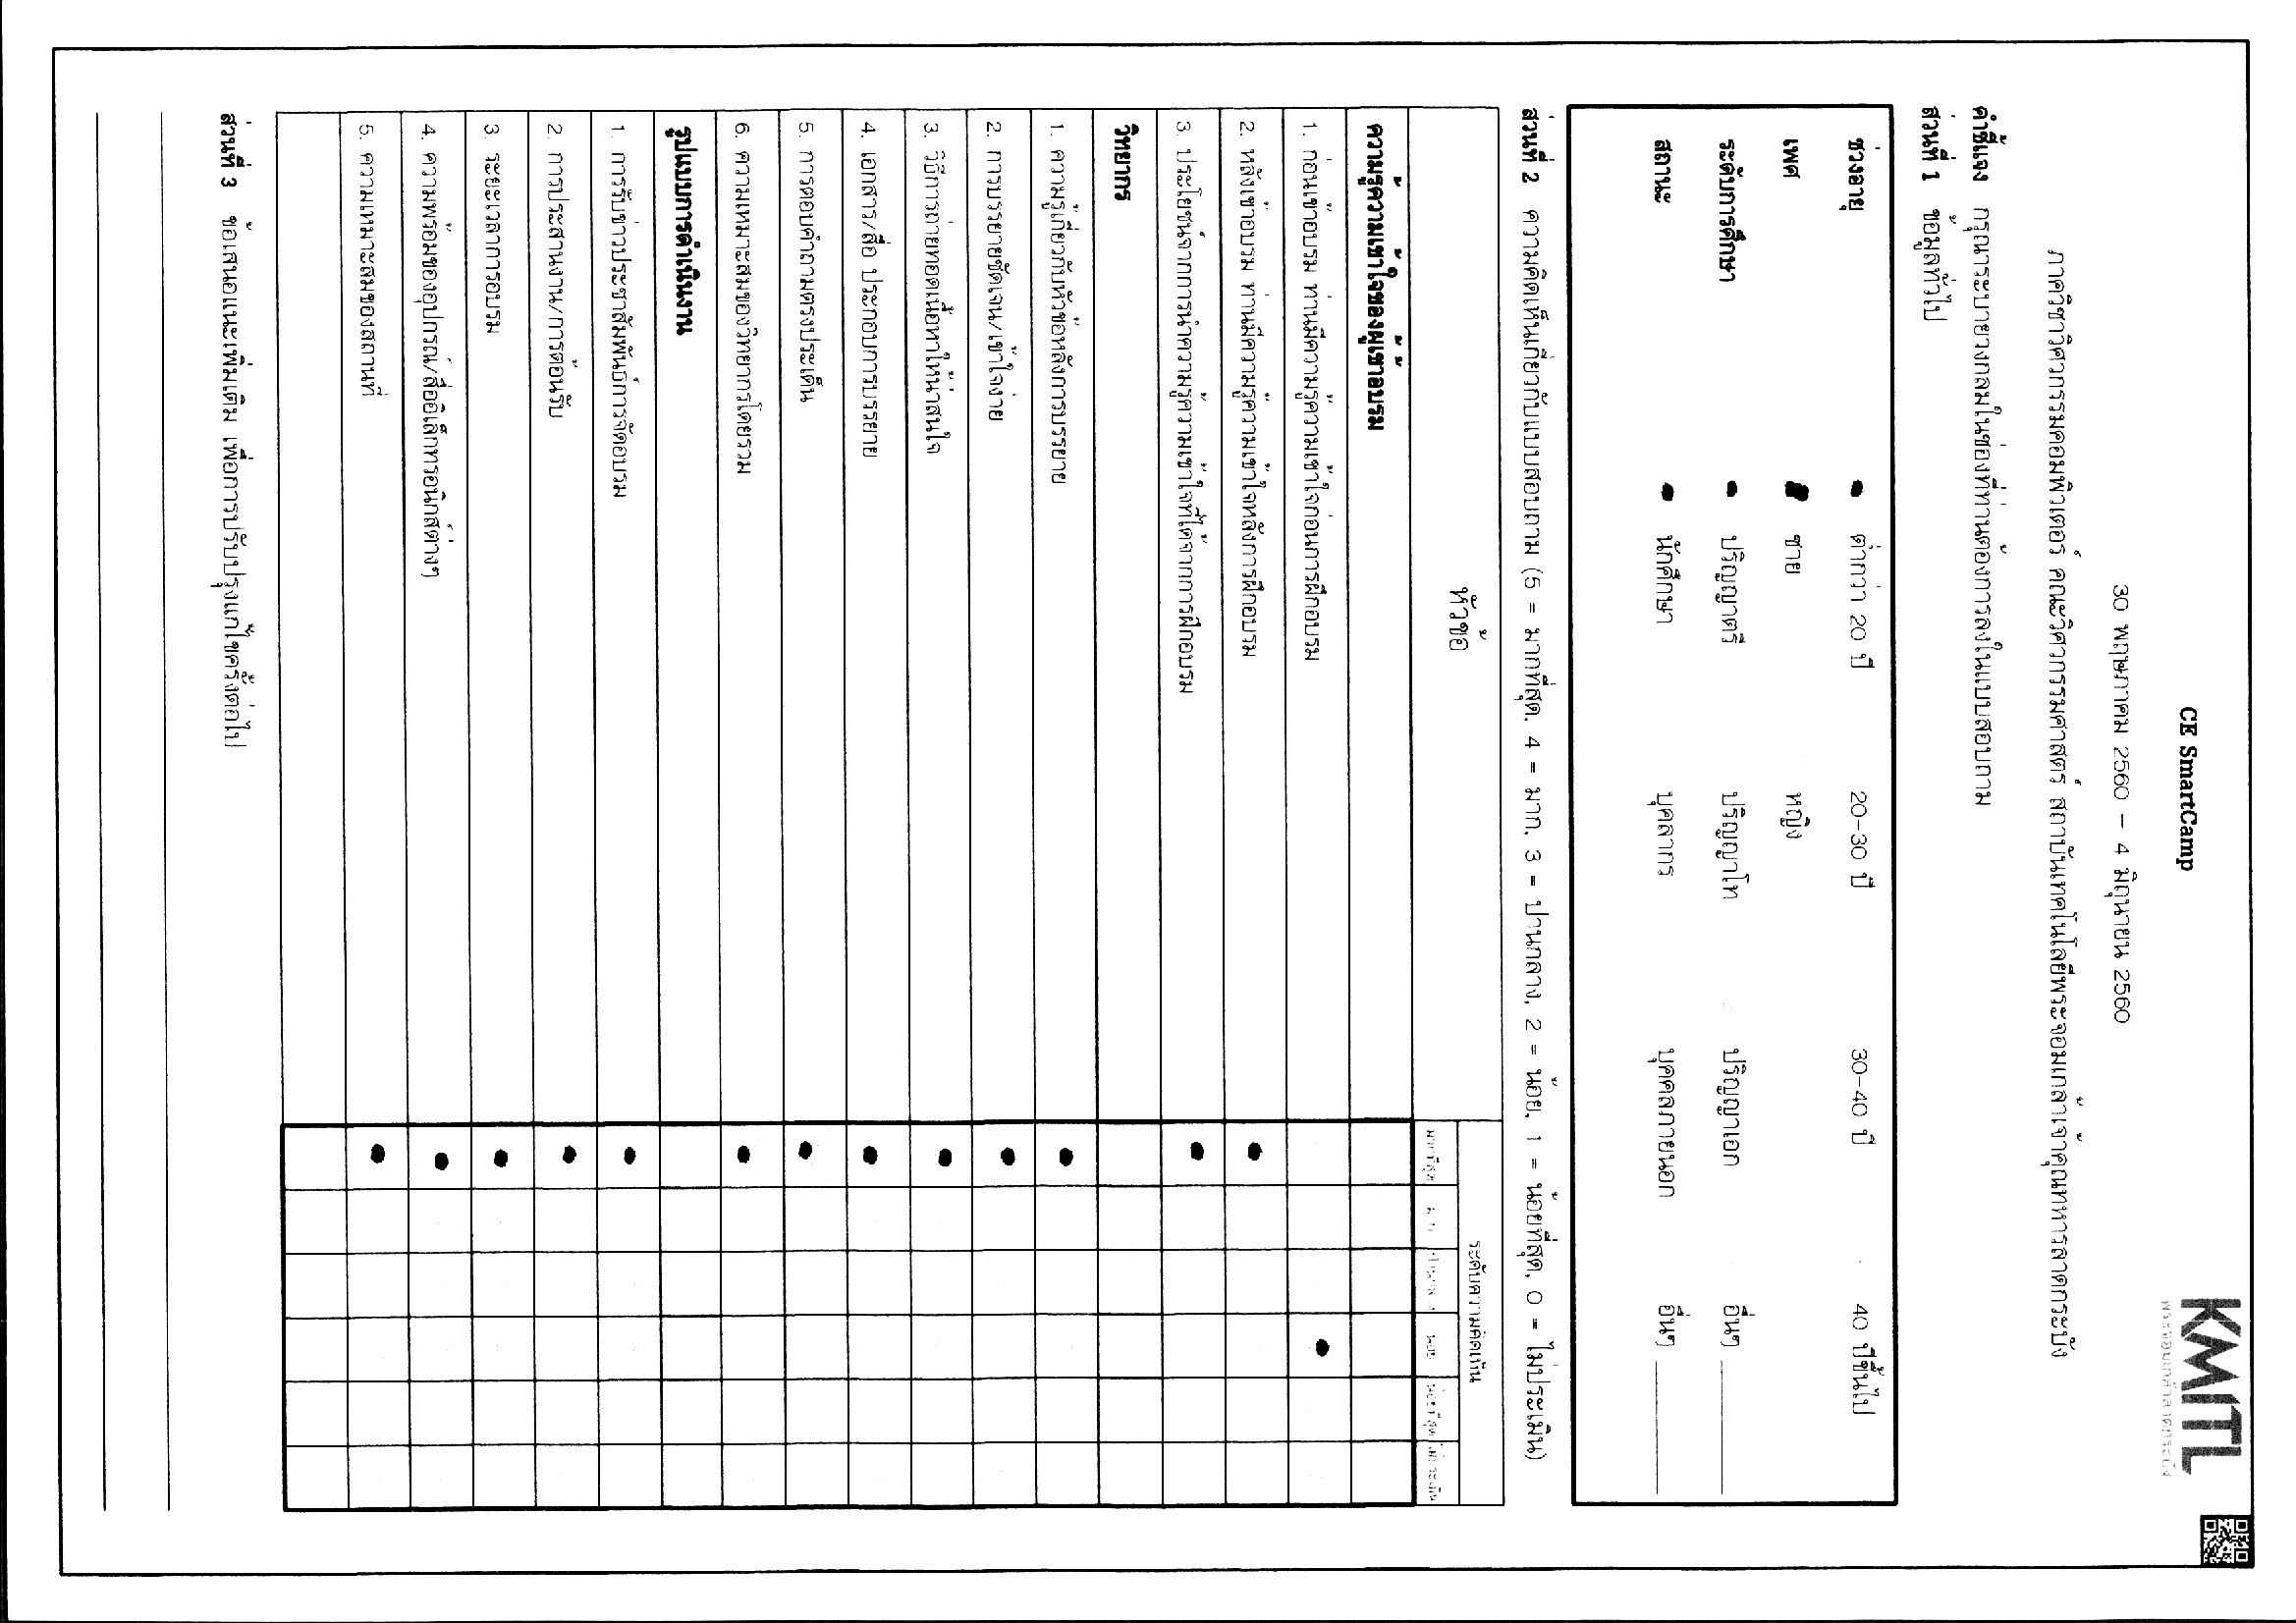 CE SmartCamp
KMITL
พระจอมเกล้าลาดกระบัง
30 พฤษภาคม 2560 – 4 มิถุนายน 2560
ภาควิชาวิศวกรรมคอมพิวเตอร์ คณะวิศวกรรมศาสตร์ สถาบันเทคโนโลยีพระจอมเกล้าเจ้าคุณทหารลาดกระบัง
คำชี้แจง กรุณาระบายวงกลมในช่องที่ท่านต้องการลงในแบบสอบถาม
ส่วนที่ 1 ข้อมูลทั่วไป
ช่วงอายุ ต่ำกว่า 20 ปี 20-30 ปี 30-40 ปี 40 ปีขึ้นไป
เพศ ชาย หญิง
ระดับการศึกษา ปริญญาตรี ปริญญาโท ปริญญาเอก อื่นๆ
สถานะ นักศึกษา บุคลากร บุคคลภายนอก อื่นๆ
ส่วนที่ 2 ความคิดเห็นเกี่ยวกับแบบสอบถาม (5 = มากที่สุด, 4 = มาก, 3 = ปานกลาง, 2 = น้อย, 1 = น้อยที่สุด, 0 = ไม่ประเมิน)
หัวข้อ ระดับความคิดเห็น
มากที่สุด มาก ปานกลาง น้อย น้อยที่สุด ไม่ประเมิน
ความรู้ความเข้าใจของผู้เข้าอบรม
1. ก่อนเข้าอบรม ท่านมีความรู้ความเข้าใจก่อนการฝึกอบรม
2. หลังเข้าอบรม ท่านมีความรู้ความเข้าใจหลังการฝึกอบรม
3. ประโยชน์จากการนำความรู้ความเข้าใจที่ได้จากการฝึกอบรม
วิทยากร
1. ความรู้เกี่ยวกับหัวข้อหลังการบรรยาย
2. การบรรยายชัดเจน/เข้าใจง่าย
3. วิธีการถ่ายทอดเนื้อหาให้น่าสนใจ
4. เอกสาร/สื่อ ประกอบการบรรยาย
5. การตอบคำถามตรงประเด็น
6. ความเหมาะสมของวิทยากรโดยรวม
รูปแบบการดำเนินงาน
1. การรับข่าวประชาสัมพันธ์การจัดอบรม
2. การประสานงาน/การต้อนรับ
3. ระยะเวลาการอบรม
4. ความพร้อมของอุปกรณ์/สื่ออิเล็กทรอนิกส์ต่างๆ
5. ความเหมาะสมของสถานที่
ส่วนที่ 3 ข้อเสนอแนะเพิ่มเติม เพื่อการปรับปรุงแก้ไขครั้งต่อไป